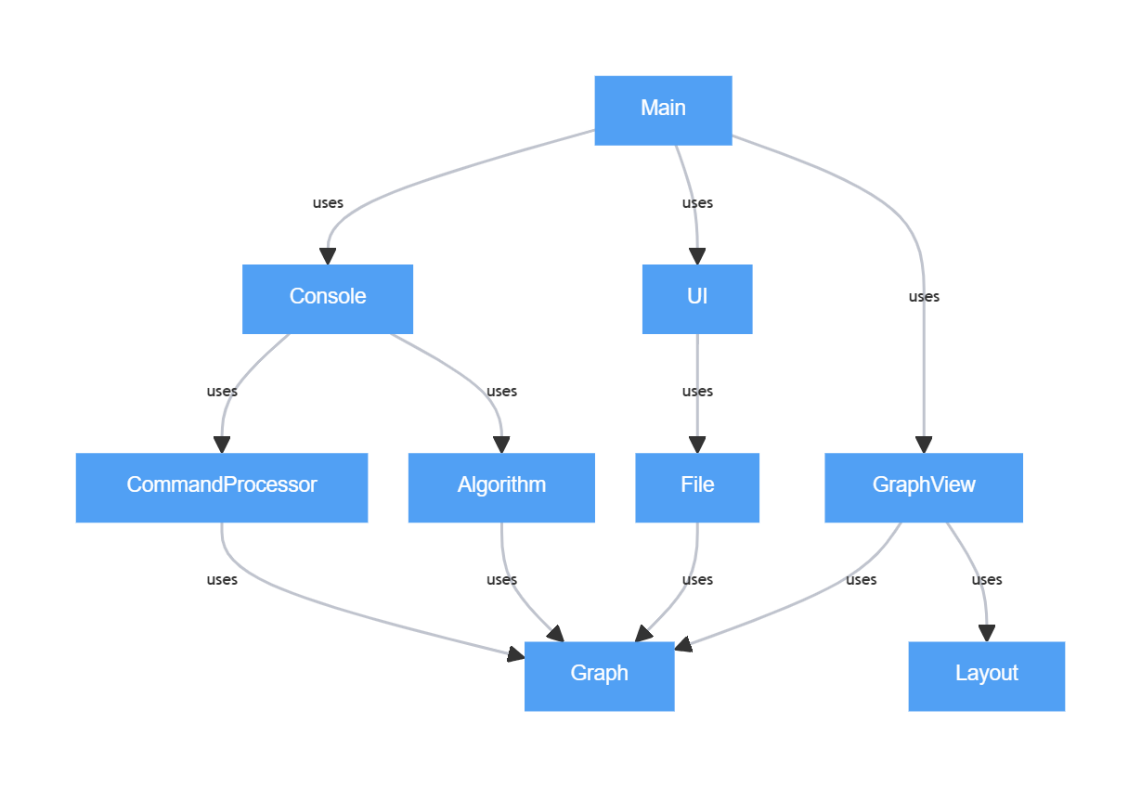 Main
uses
uses
uses
Console
UI
uses
uses
uses
CommandProcessor
Algorithm
File
GraphView
uses
uses
uses
uses
uses
Graph
Layout